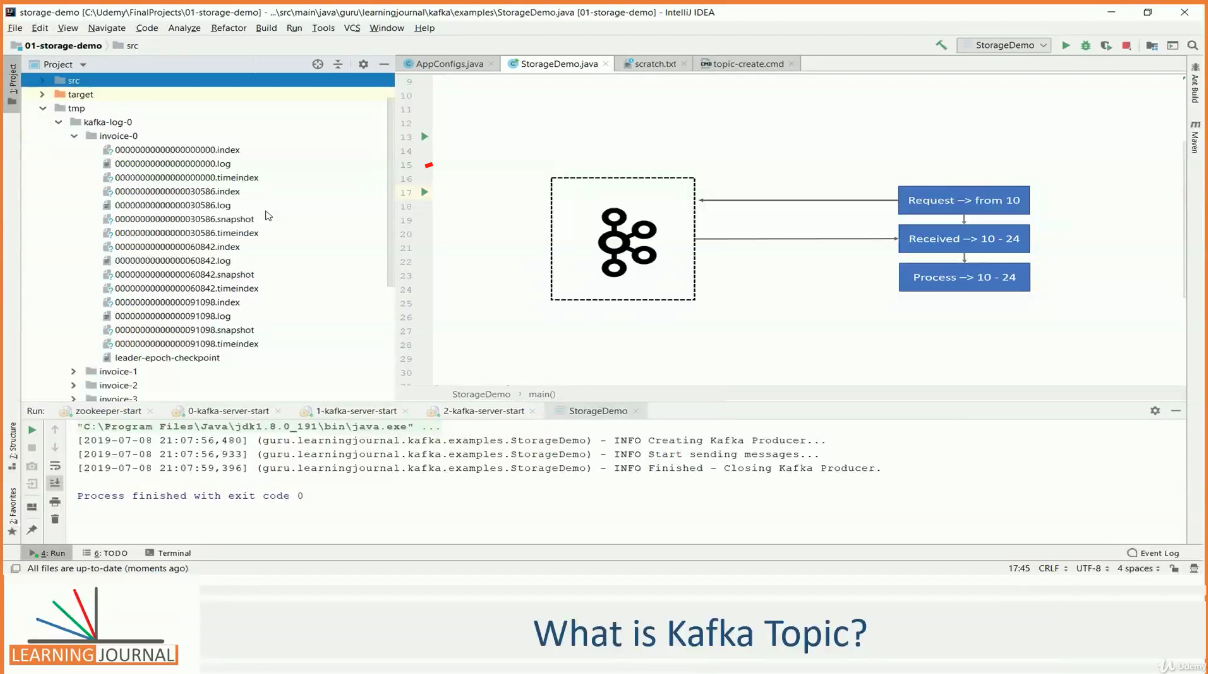 storage-demo [C:\Udemy\FinalProjects\01-storage-demo] - ...\src\main\java\guru\learningjournal\kafka\examples\StorageDemo.java [01-storage-demo] - IntelliJ IDEA
File Edit View Navigate Code Analyze Refactor Build Run Tools VCS Window Help
01-storage-demo src StorageDemo
Project AppConfigs.java StorageDemo.java scratch.txt topic-create.cmd
1: Project
Ant Build
Maven
src
target
tmp
kafka-log-0
invoice-0
00000000000000000000.index
00000000000000000000.log
00000000000000000000.timeindex
00000000000000030586.index
00000000000000030586.log
00000000000000030586.snapshot
00000000000000030586.timeindex
00000000000000060842.index
00000000000000060842.log
00000000000000060842.snapshot
00000000000000060842.timeindex
00000000000000091098.index
00000000000000091098.log
00000000000000091098.snapshot
00000000000000091098.timeindex
leader-epoch-checkpoint
invoice-1
invoice-2
invoice-3
9
10
11
12
13
14
15
16
17
18
19
20
21
22
23
24
25
26
27
28
29
30
Request --> from 10
Received --> 10 - 24
Process --> 10 - 24
StorageDemo main()
Run: zookeeper-start 0-kafka-server-start 1-kafka-server-start 2-kafka-server-start StorageDemo
"C:\Program Files\Java\jdk1.8.0_191\bin\java.exe" ...
[2019-07-08 21:07:56,480] (guru.learningjournal.kafka.examples.StorageDemo) - INFO Creating Kafka Producer...
[2019-07-08 21:07:56,933] (guru.learningjournal.kafka.examples.StorageDemo) - INFO Start sending messages...
[2019-07-08 21:07:59,396] (guru.learningjournal.kafka.examples.StorageDemo) - INFO Finished - Closing Kafka Producer.
Process finished with exit code 0
7: Structure
2: Favorites
4: Run 6: TODO Terminal Event Log
All files are up-to-date (moments ago) 17:45 CRLF UTF-8 4 spaces
LEARNING JOURNAL
What is Kafka Topic?
Udemy